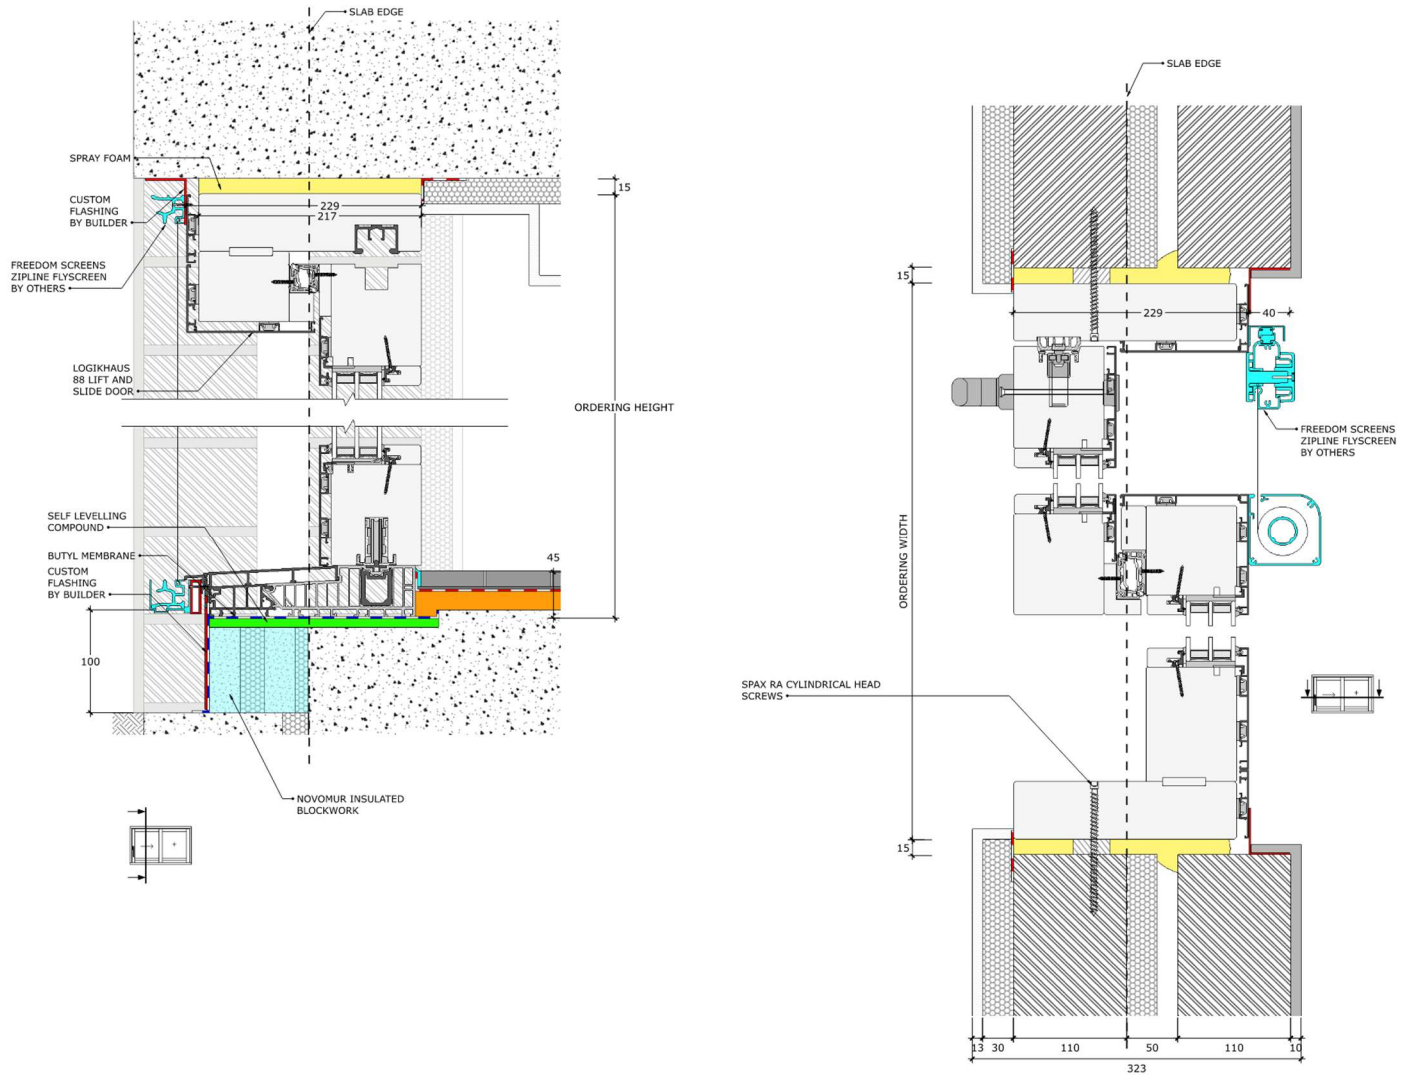 SLAB EDGE
SPRAY FOAM
15
CUSTOM
FLASHING
BY BUILDER
229
217
FREEDOM SCREENS
ZIPLINE FLYSCREEN
BY OTHERS
LOGIKHAUS
88 LIFT AND
SLIDE DOOR
ORDERING HEIGHT
SELF LEVELLING
COMPOUND
BUTYL MEMBRANE
CUSTOM
FLASHING
BY BUILDER
45
100
NOVOMUR INSULATED
BLOCKWORK
SLAB EDGE
15
229
40
FREEDOM SCREENS
ZIPLINE FLYSCREEN
BY OTHERS
ORDERING WIDTH
SPAX RA CYLINDRICAL HEAD
SCREWS
15
13 30 110 50 110 10
323